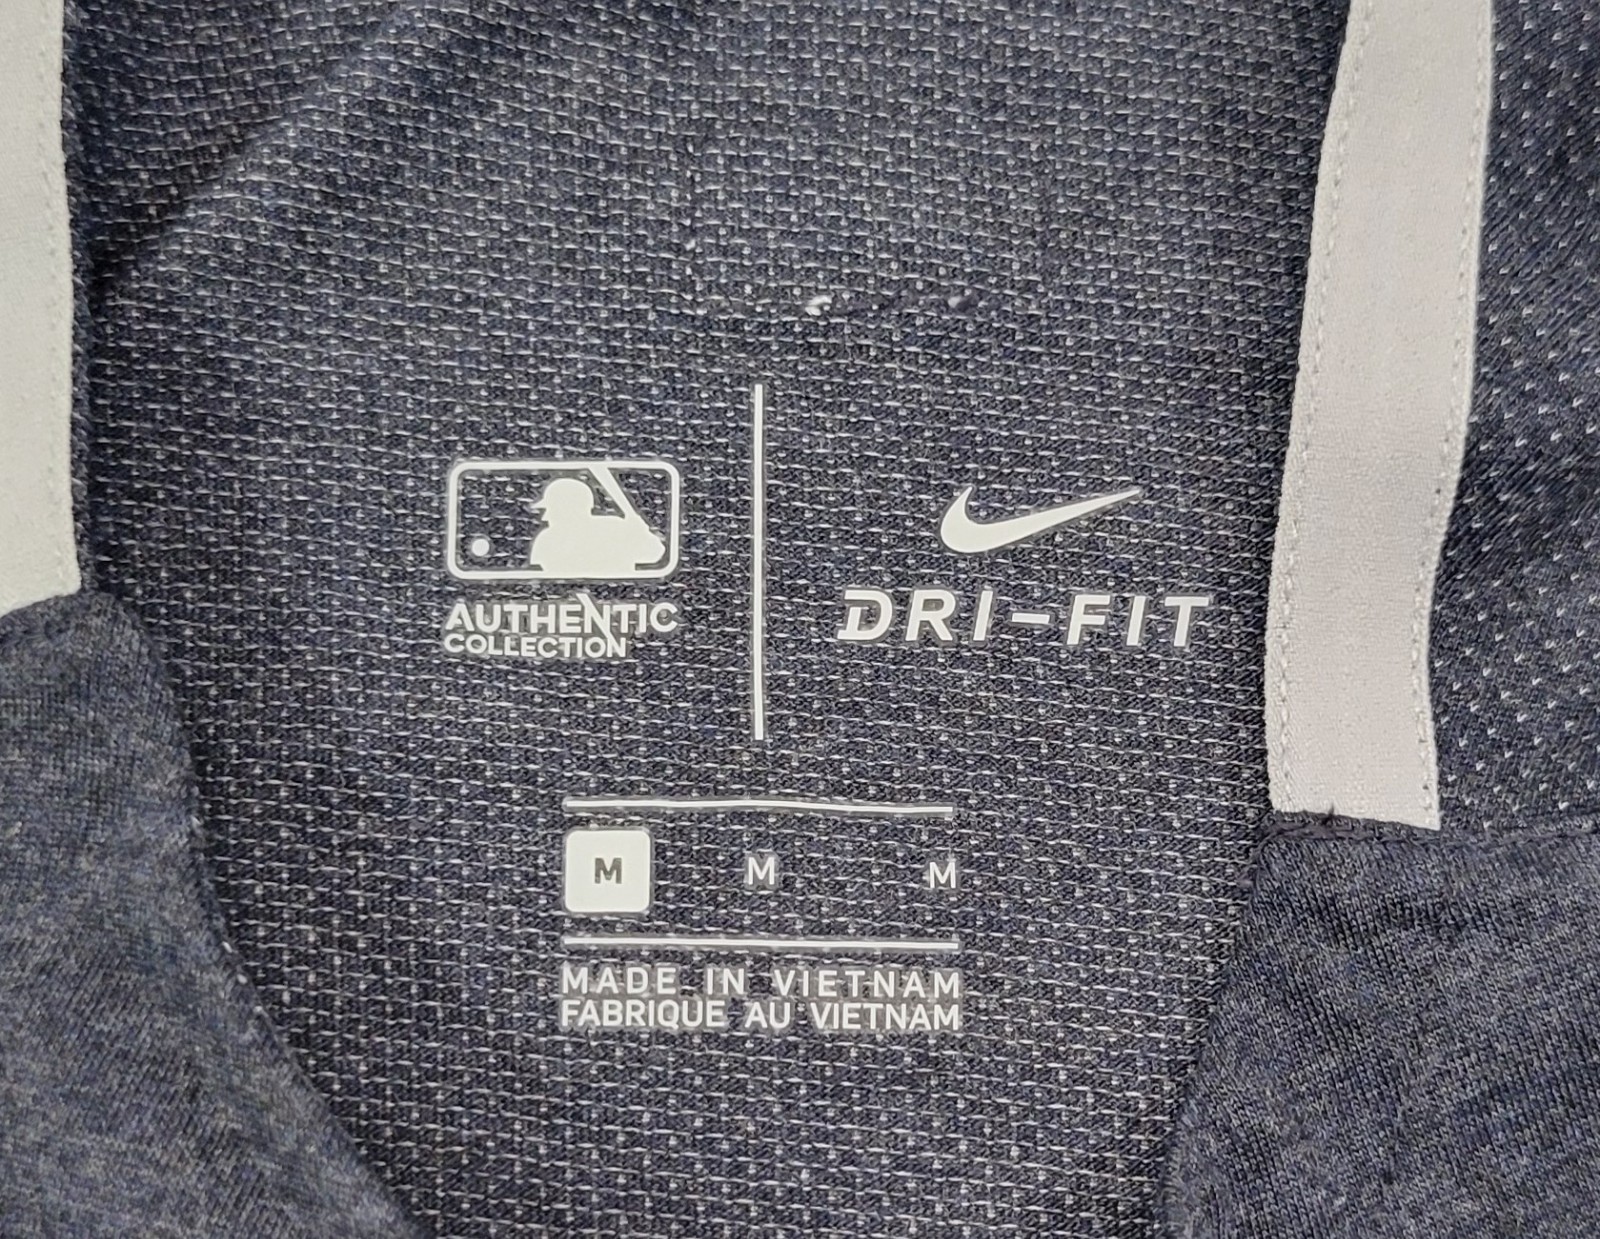 AUTHENTIC
COLLECTION
DRI-FIT
M M M
MADE IN VIETNAM
FABRIQUE AU VIETNAM